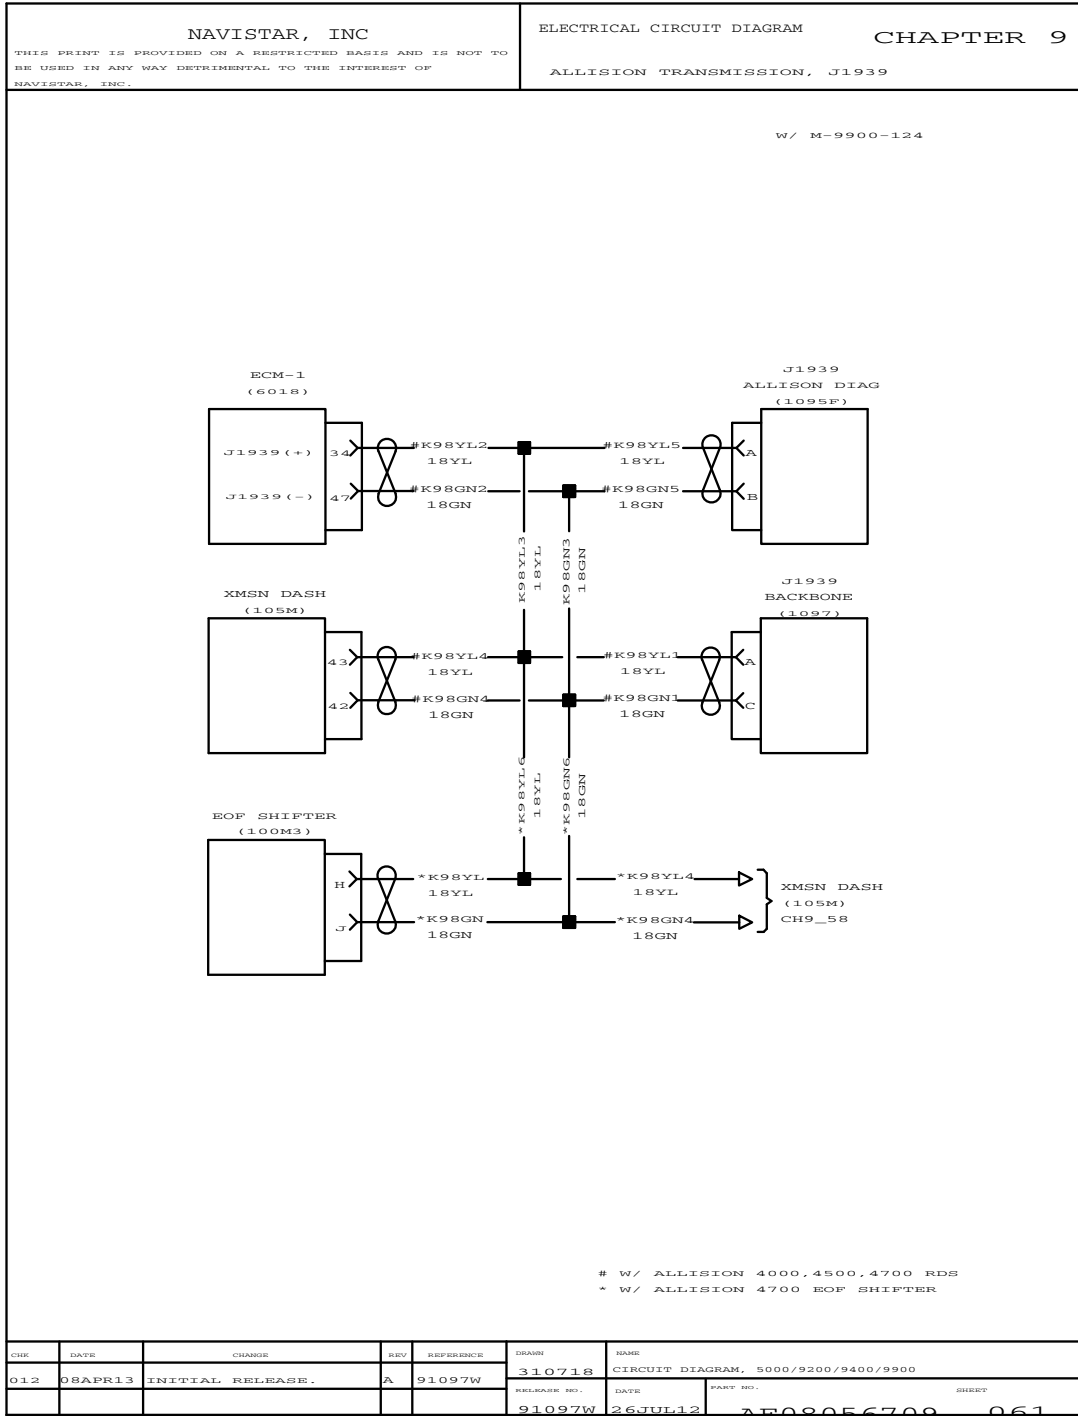 NAVISTAR, INC
THIS PRINT IS PROVIDED ON A RESTRICTED BASIS AND IS NOT TO
BE USED IN ANY WAY DETRIMENTAL TO THE INTEREST OF
NAVISTAR, INC.
ELECTRICAL CIRCUIT DIAGRAM
CHAPTER 9
ALLISION TRANSMISSION, J1939
W/ M-9900-124
ECM-1
(6018)
J1939
ALLISON DIAG
(1095F)
J1939(+) 34
#K98YL2
18YL
#K98YL5
18YL
A
J1939(-) 47
#K98GN2
18GN
#K98GN5
18GN
B
K98YL3
18YL
K98GN3
18GN
XMSN DASH
(105M)
J1939
BACKBONE
(1097)
43
#K98YL4
18YL
#K98YL1
18YL
A
42
#K98GN4
18GN
#K98GN1
18GN
C
*K98YL6
18YL
*K98GN6
18GN
EOF SHIFTER
(100M3)
H
*K98YL
18YL
*K98YL4
18YL
J
*K98GN
18GN
*K98GN4
18GN
XMSN DASH
(105M)
CH9_58
# W/ ALLISION 4000,4500,4700 RDS
* W/ ALLISION 4700 EOF SHIFTER
CHK DATE CHANGE REV REFERENCE
012 08APR13 INITIAL RELEASE. A 91097W
DRAWN
310718
NAME
CIRCUIT DIAGRAM, 5000/9200/9400/9900
RELEASE NO.
91097W
DATE
26JUL12
PART NO.
AF08056709
SHEET
061